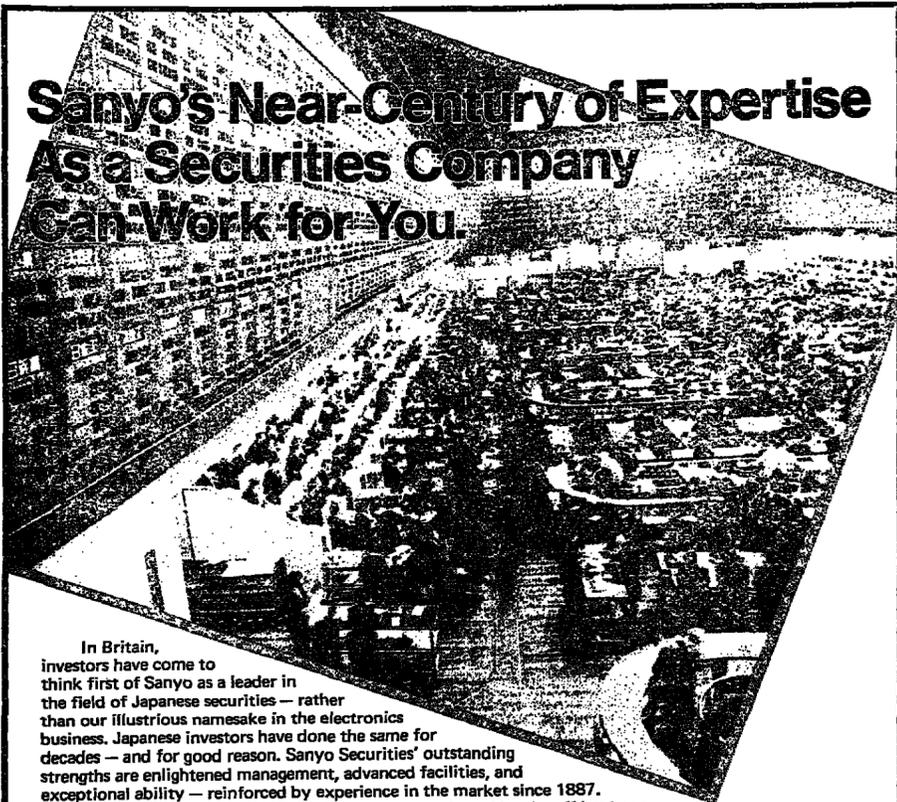 Sanyo's Near-Century of Expertise
As a Securities Company
Can Work for You.
In Britain,
investors have come to
think first of Sanyo as a leader in
the field of Japanese securities — rather
than our illustrious namesake in the electronics
business. Japanese investors have done the same for
decades — and for good reason. Sanyo Securities' outstanding
strengths are enlightened management, advanced facilities, and
exceptional ability — reinforced by experience in the market since 1887.